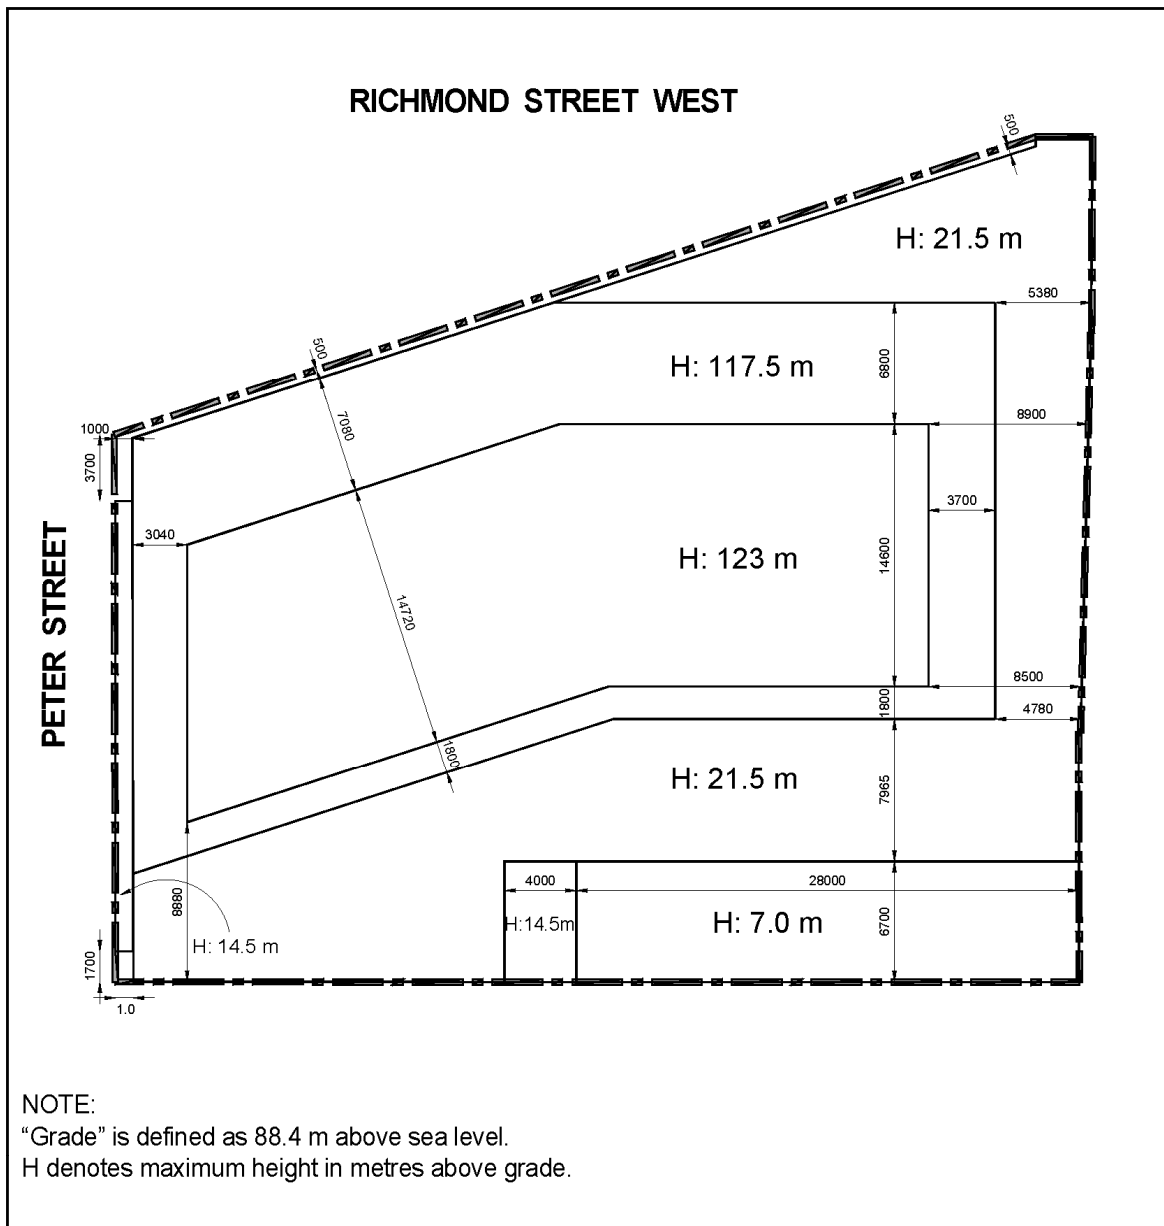 RICHMOND STREET WEST
500
H: 21.5 m
5380
500
H: 117.5 m
6800
1000
7080
8900
3700
3040
3700
PETER STREET
H: 123 m
14600
14720
8500
1800
4780
1800
H: 21.5 m
7965
4000
28000
8880
H:14.5m
H: 7.0 m
6700
H: 14.5 m
1700
1.0
NOTE:
“Grade” is defined as 88.4 m above sea level.
H denotes maximum height in metres above grade.